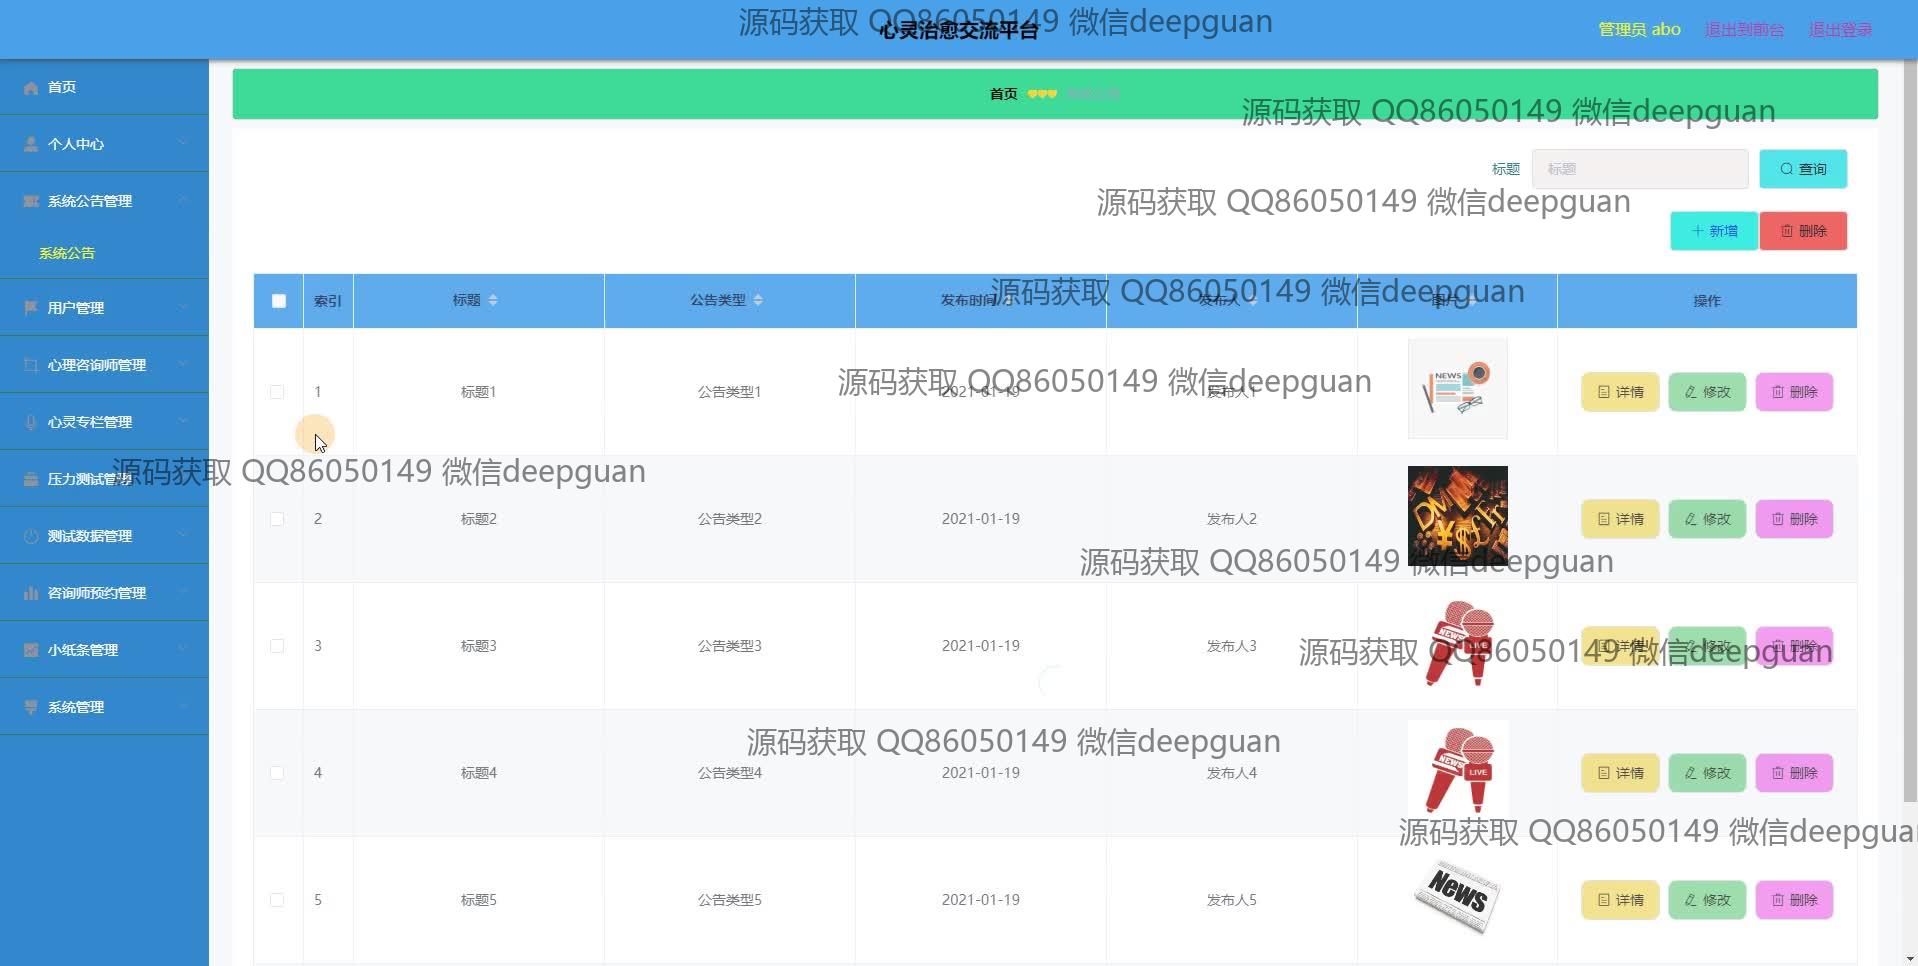 心灵治愈交流平台
源码获取 QQ86050149 微信deepguan
管理员 abo
退出到前台
退出登录
首页
个人中心
系统公告管理
系统公告
用户管理
心理咨询师管理
心灵专栏管理
压力测试管理
测试数据管理
咨询师预约管理
小纸条管理
系统管理
首页
系统公告
源码获取 QQ86050149 微信deepguan
标题
标题
查询
源码获取 QQ86050149 微信deepguan
新增
删除
索引 标题 公告类型 发布时间 发布人 图片 操作
源码获取 QQ86050149 微信deepguan
1 标题1 公告类型1 2021-01-19 发布人1 NEWS 详情 修改 删除
源码获取 QQ86050149 微信deepguan
源码获取 QQ86050149 微信deepguan
2 标题2 公告类型2 2021-01-19 发布人2 详情 修改 删除
源码获取 QQ86050149 微信deepguan
3 标题3 公告类型3 2021-01-19 发布人3 NEWS LIVE 详情 修改 删除
源码获取 QQ86050149 微信deepguan
源码获取 QQ86050149 微信deepguan
4 标题4 公告类型4 2021-01-19 发布人4 NEWS LIVE 详情 修改 删除
源码获取 QQ86050149 微信deepguan
5 标题5 公告类型5 2021-01-19 发布人5 News 详情 修改 删除